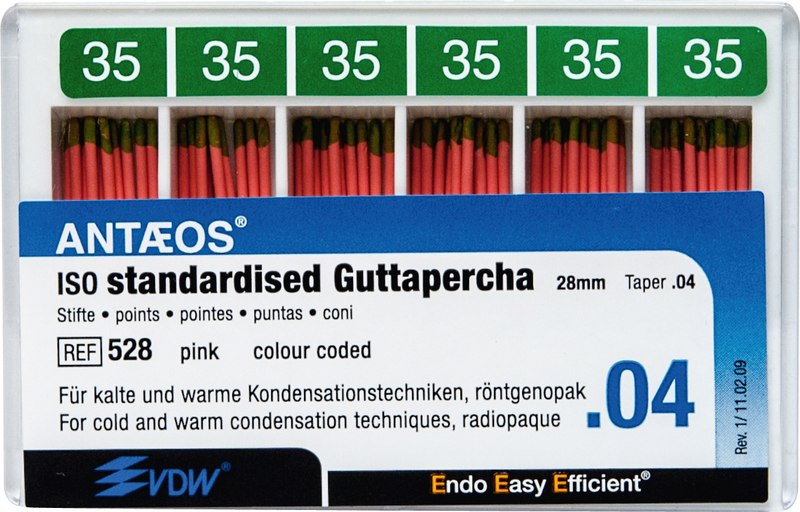 35 35 35 35 35 35
ANTÆOS®
ISO standardised Guttapercha 28mm Taper .04
Stifte • points • pointes • puntas • coni
REF 528 pink colour coded
Für kalte und warme Kondensationstechniken, röntgenopak
For cold and warm condensation techniques, radiopaque
.04
Rev. 1/ 11.02.09
VDW®
Endo Easy Efficient®